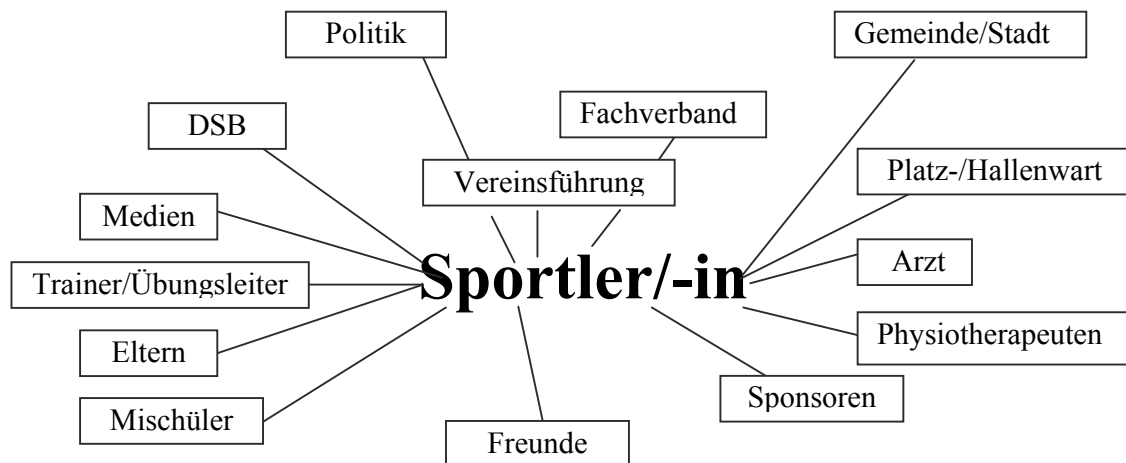 Politik
Gemeinde/Stadt
DSB
Fachverband
Vereinsführung
Platz-/Hallenwart
Medien
Sportler/-in
Arzt
Trainer/Übungsleiter
Eltern
Physiotherapeuten
Mischüler
Sponsoren
Freunde